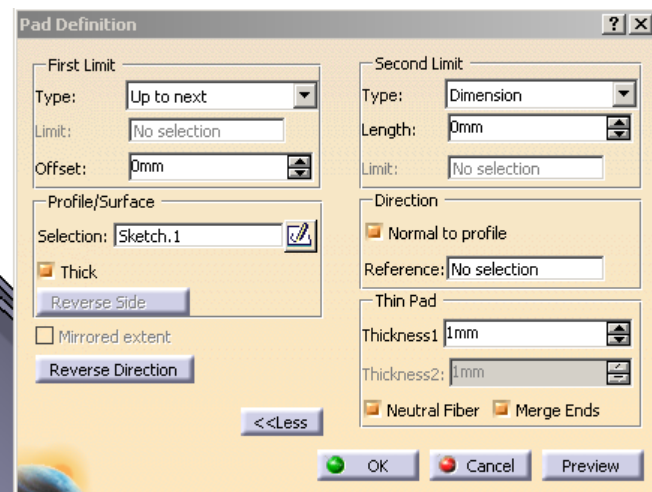 Pad Definition
First Limit
Type: Up to next
Limit: No selection
Offset: 0mm
Profile/Surface
Selection: Sketch.1
Thick
Reverse Side
Mirrored extent
Reverse Direction
<<Less
Second Limit
Type: Dimension
Length: 0mm
Limit: No selection
Direction
Normal to profile
Reference: No selection
Thin Pad
Thickness1 1mm
Thickness2: 1mm
Neutral Fiber Merge Ends
OK Cancel Preview